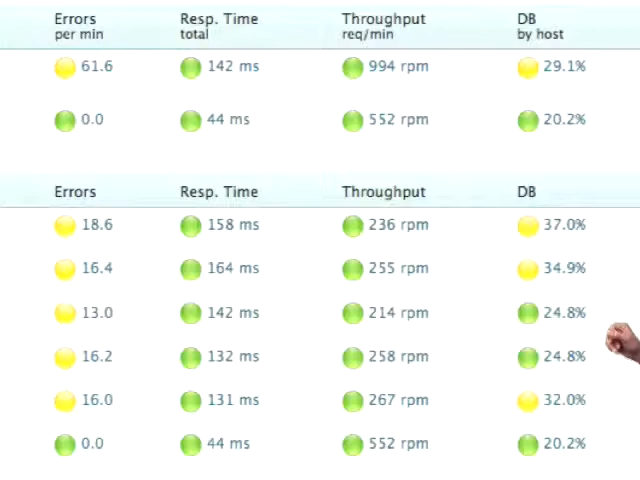 Errors Resp. Time Throughput DB
per min total req/min by host
61.6 142 ms 994 rpm 29.1%
0.0 44 ms 552 rpm 20.2%
Errors Resp. Time Throughput DB
18.6 158 ms 236 rpm 37.0%
16.4 164 ms 255 rpm 34.9%
13.0 142 ms 214 rpm 24.8%
16.2 132 ms 258 rpm 24.8%
16.0 131 ms 267 rpm 32.0%
0.0 44 ms 552 rpm 20.2%